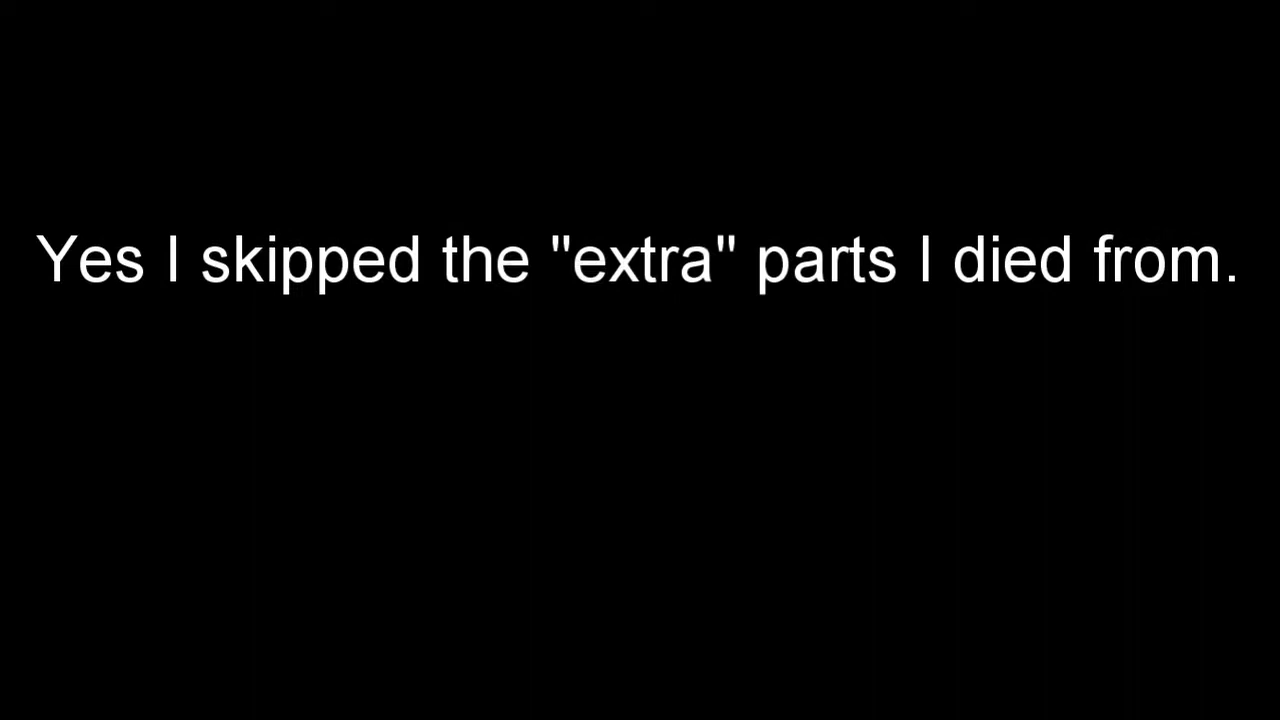 Yes I skipped the "extra" parts I died from.